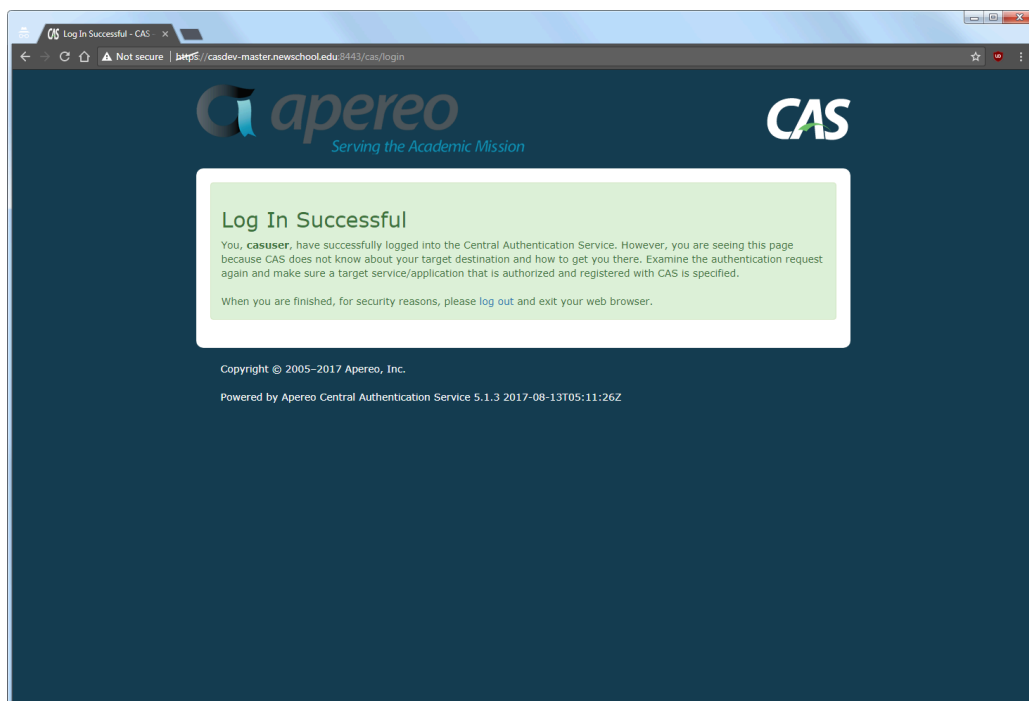 CAS Log In Successful - CAS -
Not secure | https://casdev-master.newschool.edu:8443/cas/login
apereo
Serving the Academic Mission
CAS
Log In Successful
You, casuser, have successfully logged into the Central Authentication Service. However, you are seeing this page
because CAS does not know about your target destination and how to get you there. Examine the authentication request
again and make sure a target service/application that is authorized and registered with CAS is specified.
When you are finished, for security reasons, please log out and exit your web browser.
Copyright © 2005–2017 Apereo, Inc.
Powered by Apereo Central Authentication Service 5.1.3 2017-08-13T05:11:26Z